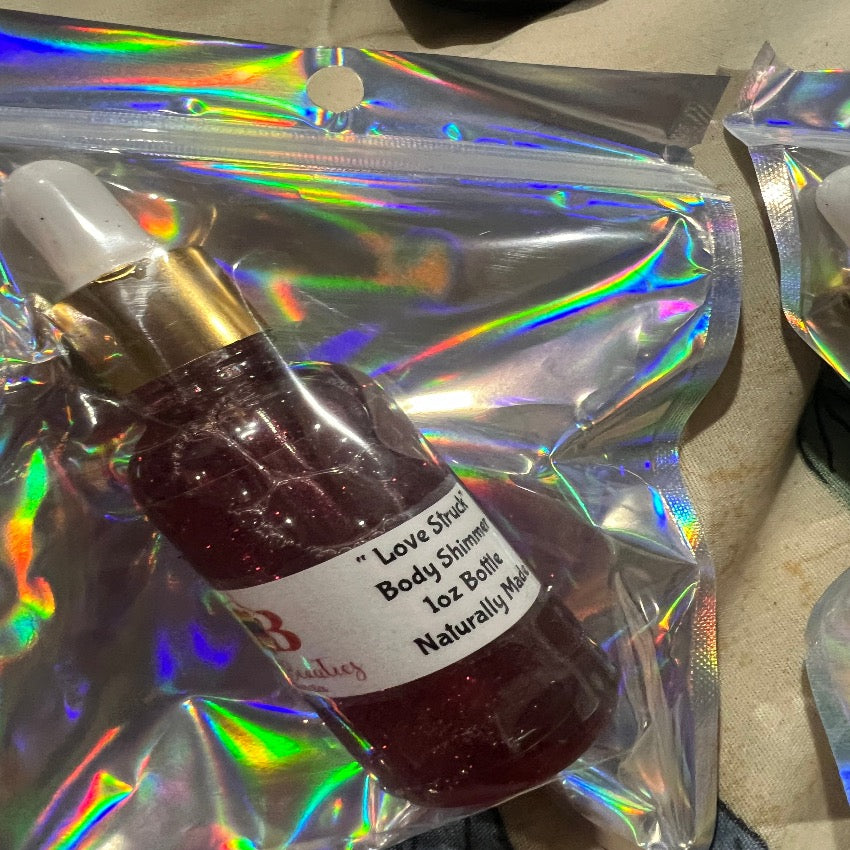 " Love Struck"
Body Shimmer
1oz Bottle
Naturally Made
B